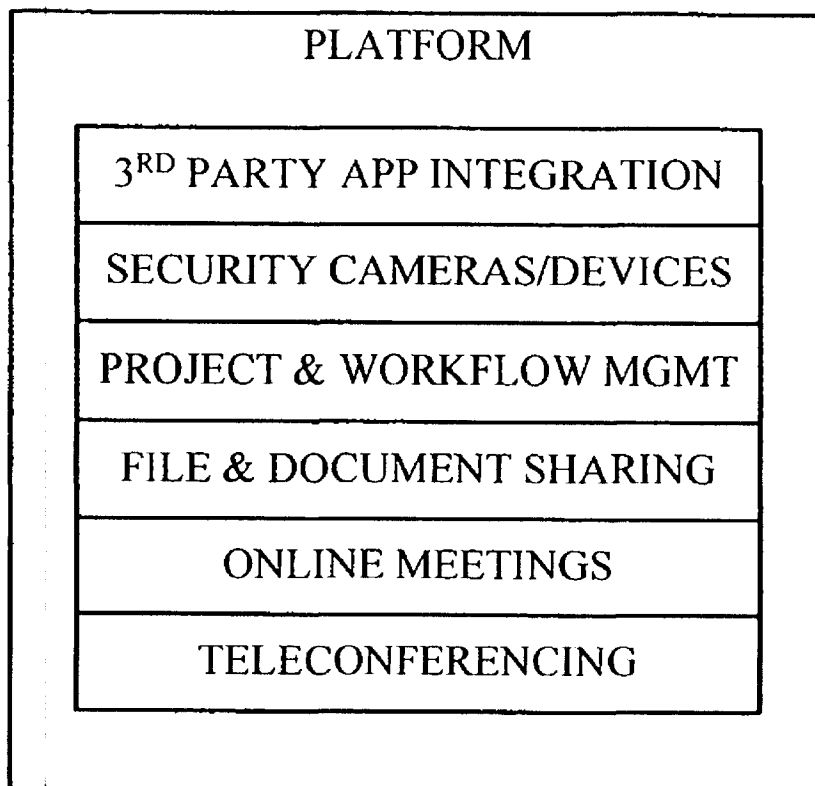 PLATFORM
3RD PARTY APP INTEGRATION
SECURITY CAMERAS/DEVICES
PROJECT & WORKFLOW MGMT
FILE & DOCUMENT SHARING
ONLINE MEETINGS
TELECONFERENCING